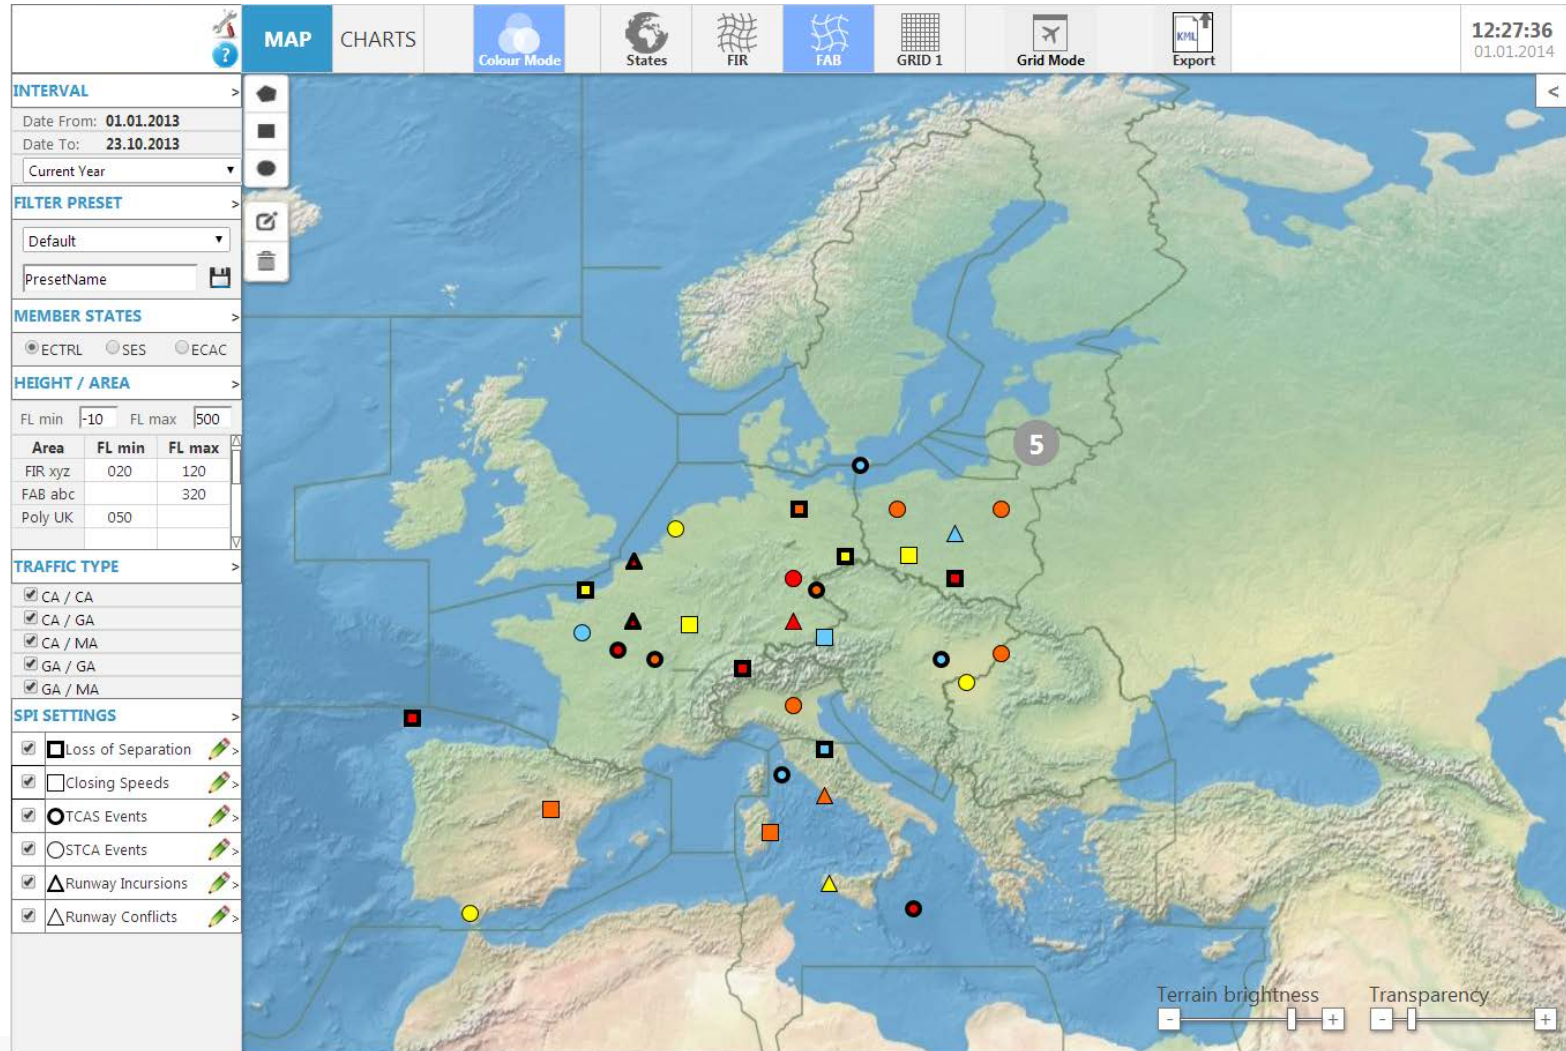 ?
MAP
CHARTS
Colour Mode
States
FIR
FAB
GRID 1
Grid Mode
KML
Export
12:27:36
01.01.2014
INTERVAL >
Date From: 01.01.2013
Date To: 23.10.2013
Current Year
FILTER PRESET >
Default
PresetName
MEMBER STATES >
ECTRL SES ECAC
HEIGHT / AREA >
FL min -10 FL max 500
Area FL min FL max
FIR xyz 020 120
FAB abc 320
Poly UK 050
TRAFFIC TYPE >
CA / CA
CA / GA
CA / MA
GA / GA
GA / MA
SPI SETTINGS >
Loss of Separation >
Closing Speeds >
TCAS Events >
STCA Events >
Runway Incursions >
Runway Conflicts >
<
5
Terrain brightness
- +
Transparency
- +